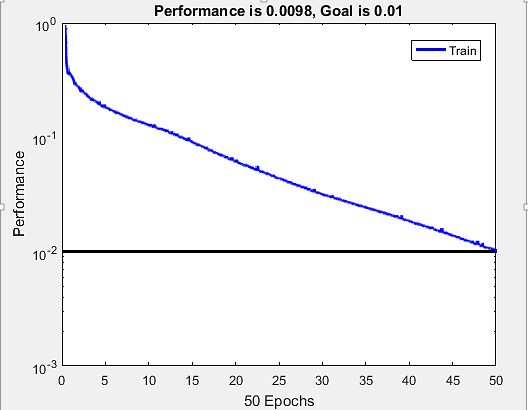 Performance is 0.0098, Goal is 0.01
10^0
Train
10^-1
Performance
10^-2
10^-3
0 5 10 15 20 25 30 35 40 45 50
50 Epochs